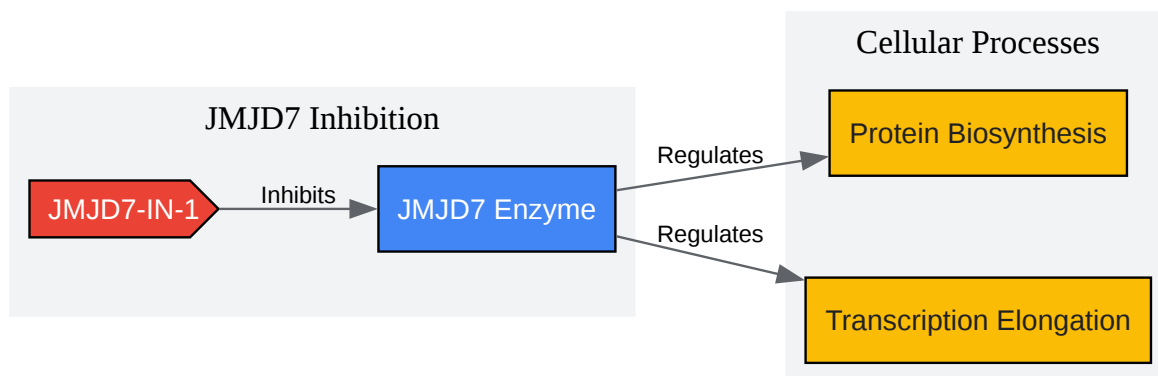 JMJD7 Inhibition
JMJD7-IN-1
Inhibits
JMJD7 Enzyme
Regulates
Regulates
Cellular Processes
Protein Biosynthesis
Transcription Elongation